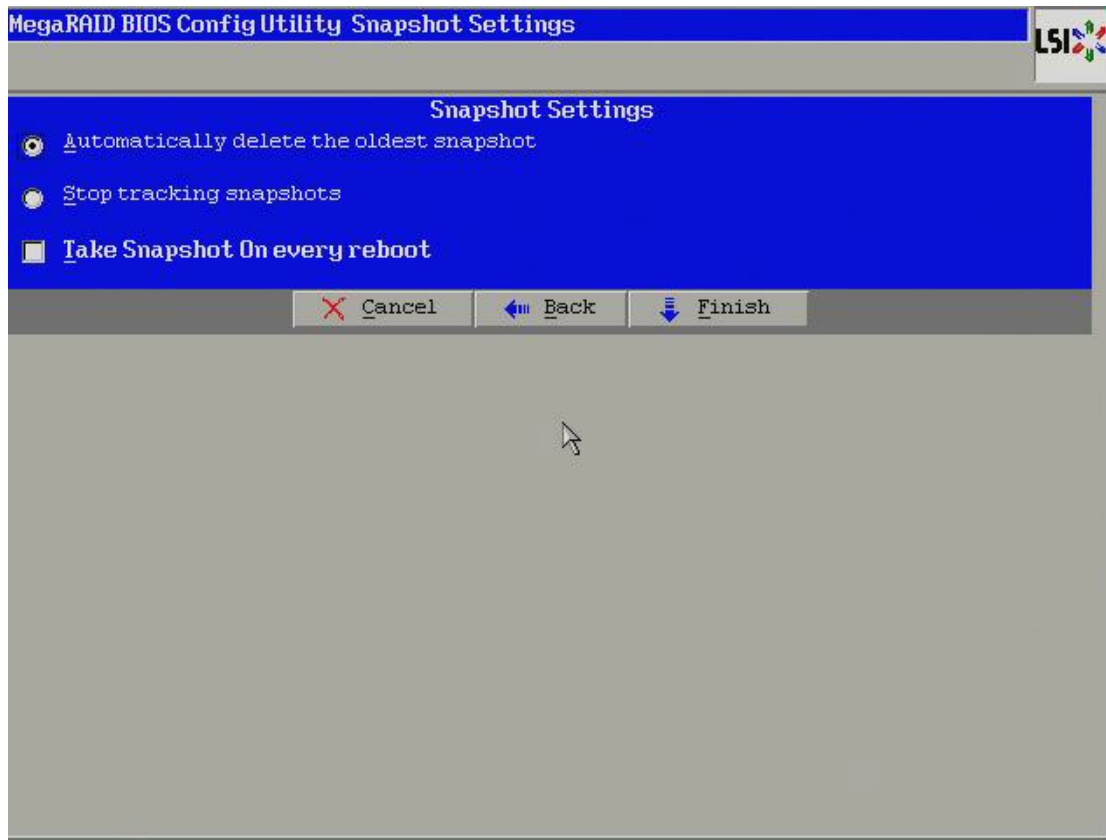 MegaRAID BIOS Config Utility Snapshot Settings
LSI
Snapshot Settings
Automatically delete the oldest snapshot
Stop tracking snapshots
Take Snapshot On every reboot
Cancel Back Finish